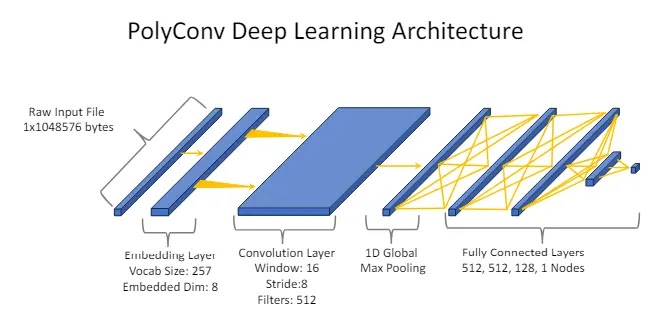 PolyConv Deep Learning Architecture
Raw Input File
1x1048576 bytes
Embedding Layer
Vocab Size: 257
Embedded Dim: 8
Convolution Layer
Window: 16
Stride:8
Filters: 512
1D Global
Max Pooling
Fully Connected Layers
512, 512, 128, 1 Nodes